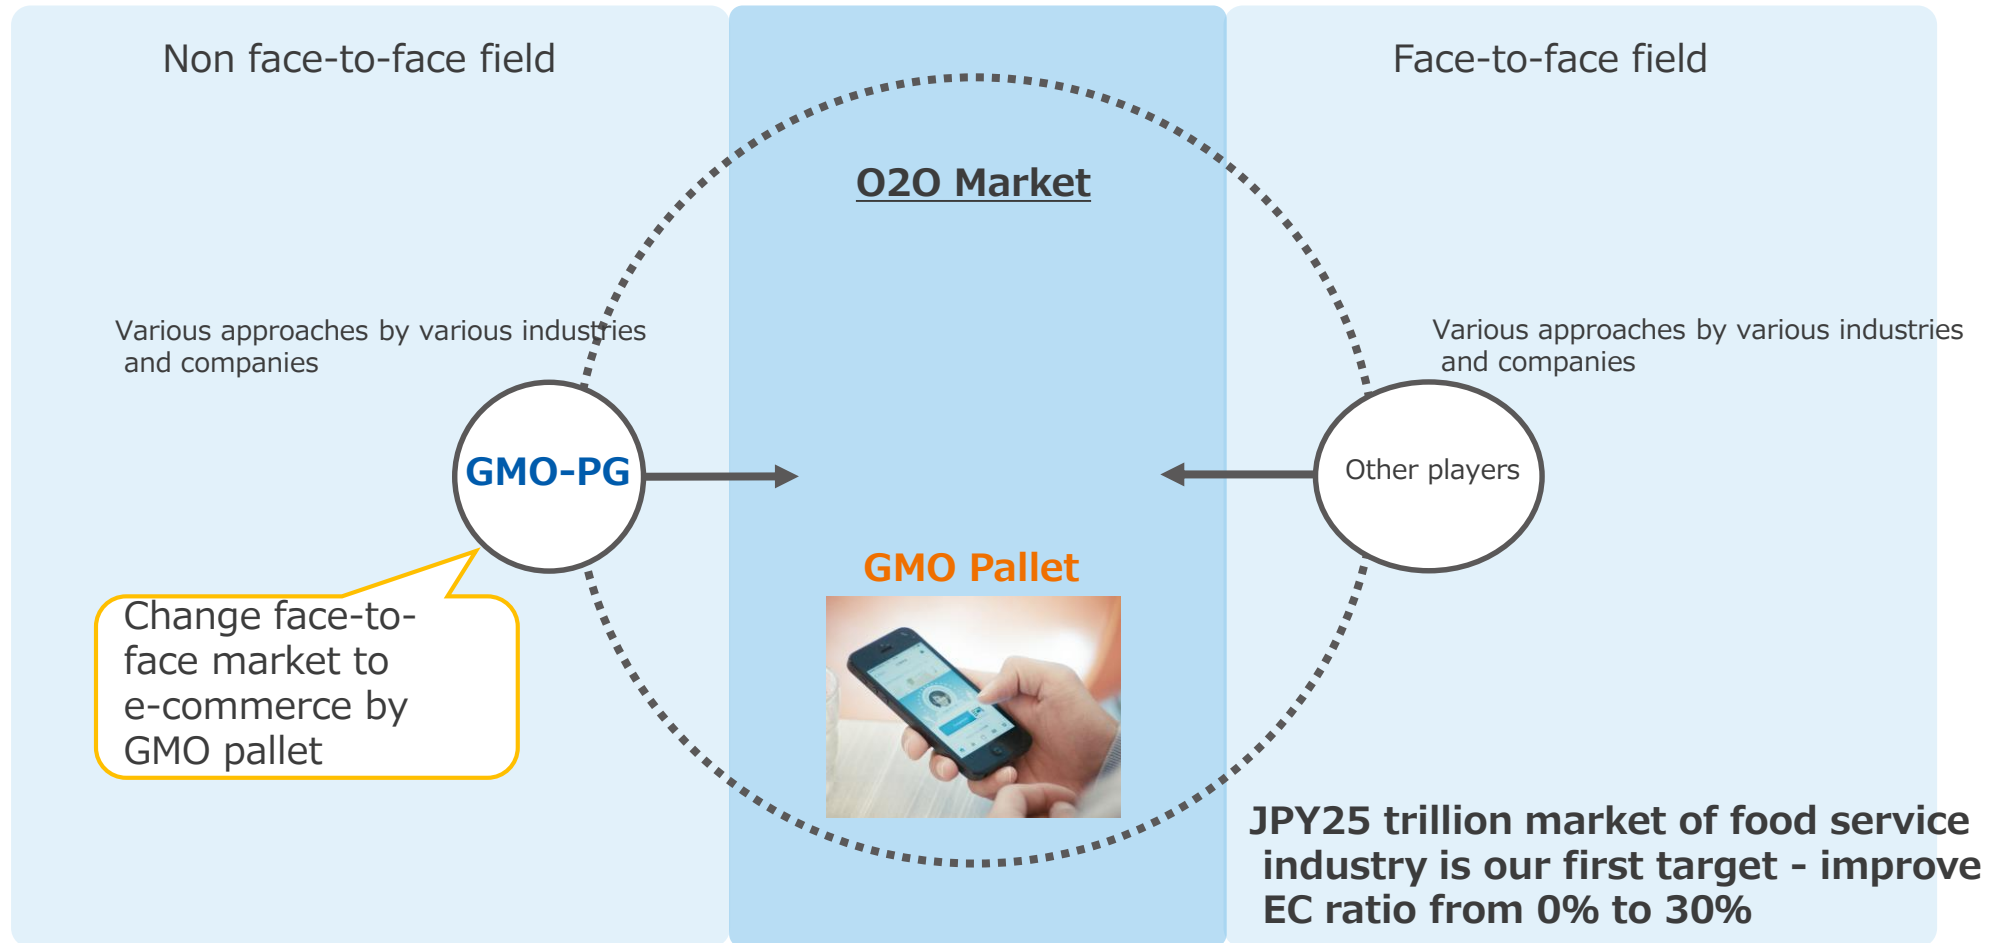 Non face-to-face field
Face-to-face field
O2O Market
Various approaches by various industries
and companies
Various approaches by various industries
and companies
GMO-PG
Other players
GMO Pallet
Change face-to-
face market to
e-commerce by
GMO pallet
JPY25 trillion market of food service
industry is our first target - improve
EC ratio from 0% to 30%